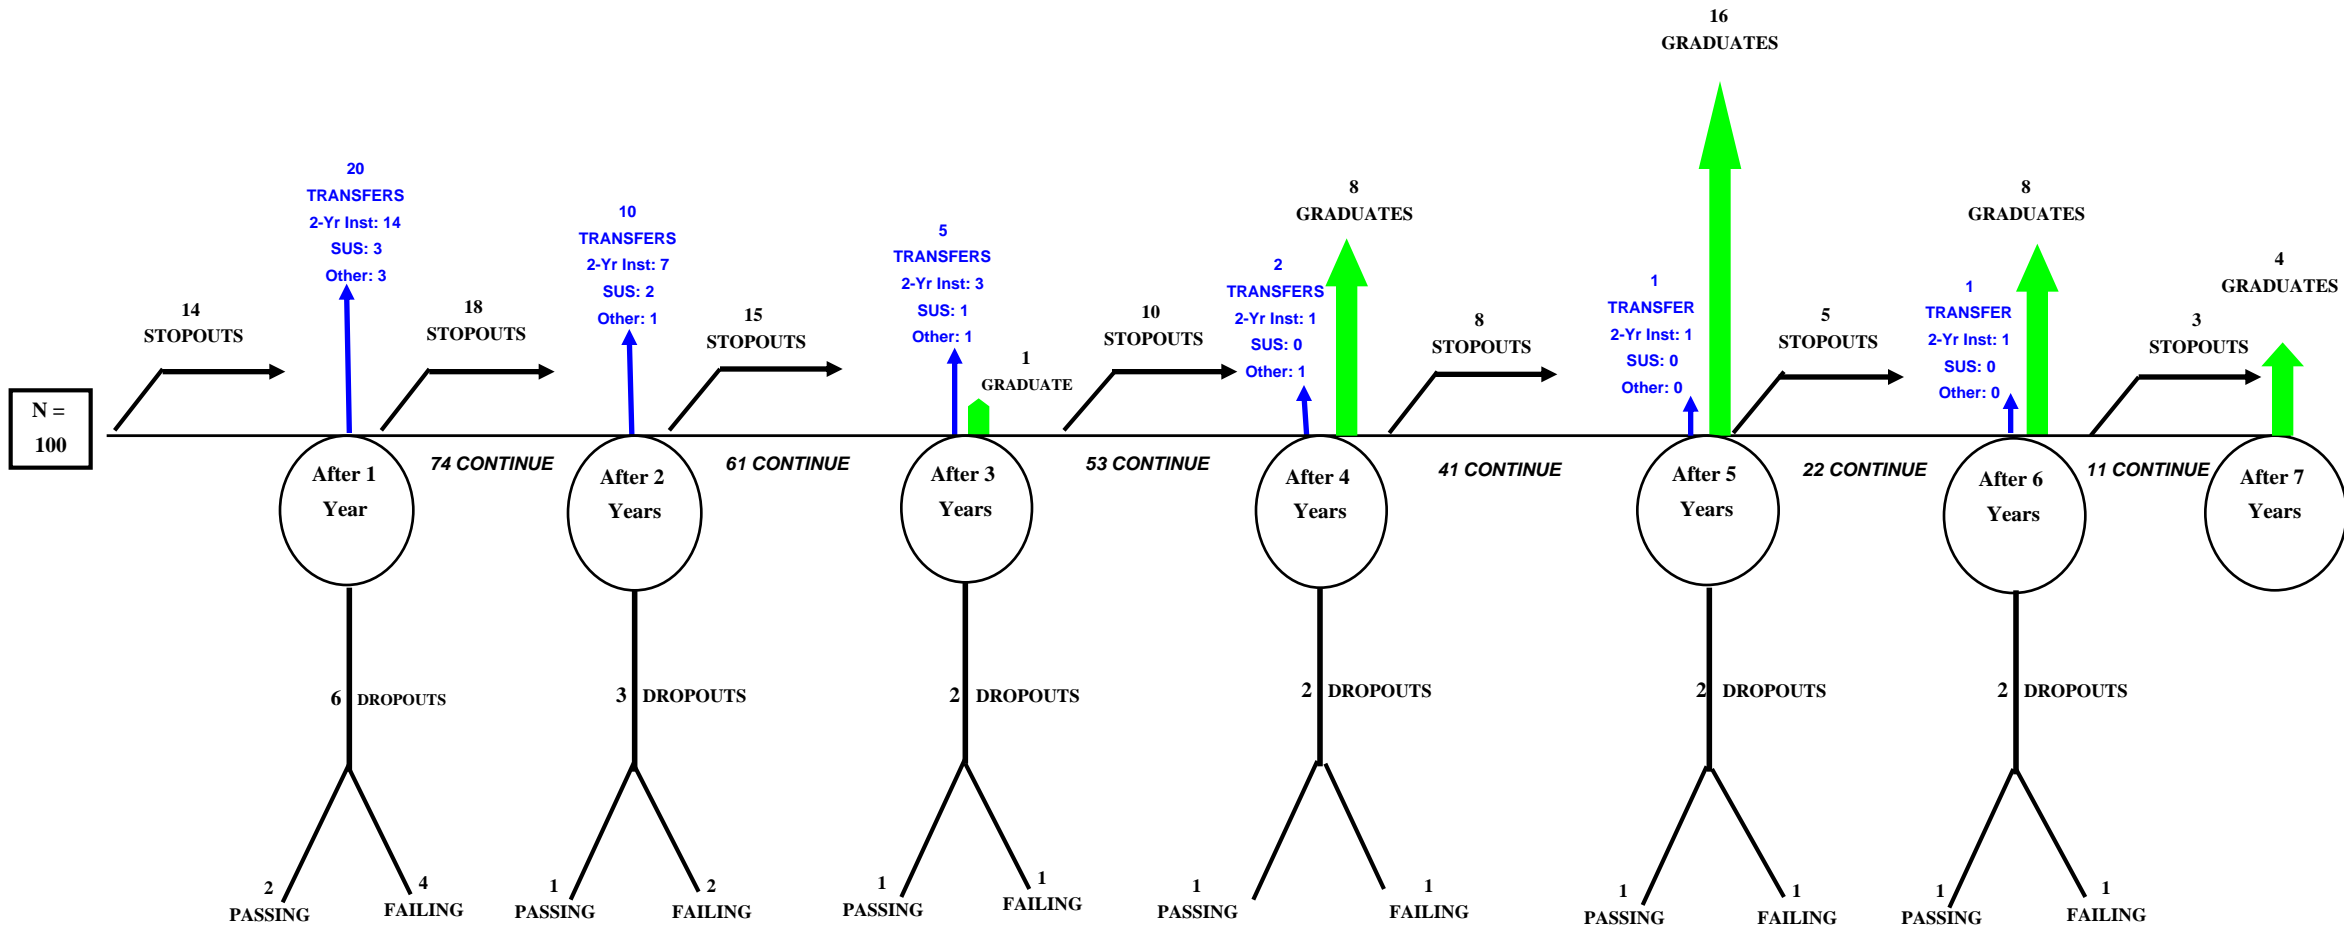 16
GRADUATES
20
TRANSFERS
2-Yr Inst: 14
SUS: 3
Other: 3
10
TRANSFERS
2-Yr Inst: 7
SUS: 2
Other: 1
5
TRANSFERS
2-Yr Inst: 3
SUS: 1
Other: 1
2
TRANSFERS
2-Yr Inst: 1
SUS: 0
Other: 1
8
GRADUATES
1
TRANSFER
2-Yr Inst: 1
SUS: 0
Other: 0
1
TRANSFER
2-Yr Inst: 1
SUS: 0
Other: 0
8
GRADUATES
4
GRADUATES
14
STOPOUTS
18
STOPOUTS
15
STOPOUTS
1
GRADUATE
10
STOPOUTS
8
STOPOUTS
5
STOPOUTS
3
STOPOUTS
N =
100
After 1
Year
74 CONTINUE
After 2
Years
61 CONTINUE
After 3
Years
53 CONTINUE
After 4
Years
41 CONTINUE
After 5
Years
22 CONTINUE
After 6
Years
11 CONTINUE
After 7
Years
6 DROPOUTS
3 DROPOUTS
2 DROPOUTS
2 DROPOUTS
2 DROPOUTS
2 DROPOUTS
2
PASSING
4
FAILING
1
PASSING
2
FAILING
1
PASSING
1
FAILING
1
PASSING
1
FAILING
1
PASSING
1
FAILING
1
PASSING
1
FAILING